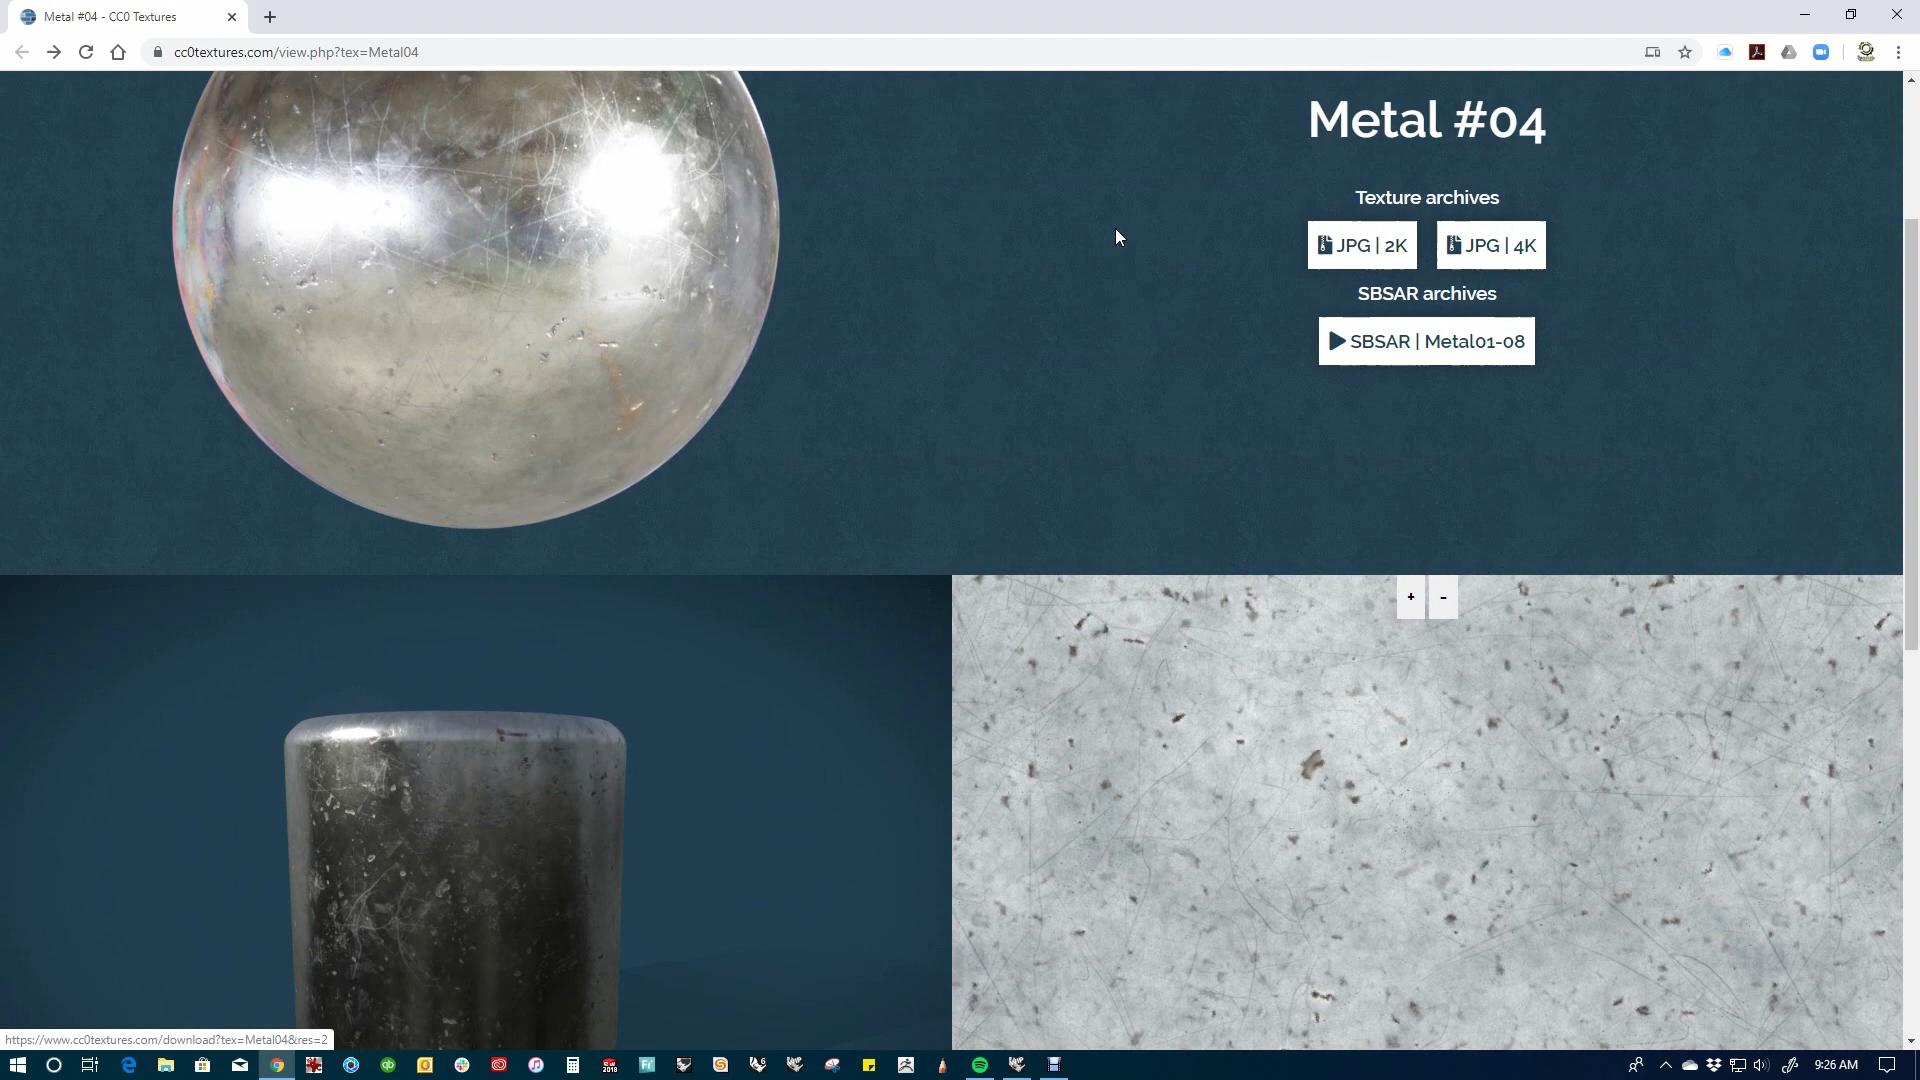 Metal #04 - CC0 Textures
cc0textures.com/view.php?tex=Metal04
Metal #04
Texture archives
JPG | 2K
JPG | 4K
SBSAR archives
SBSAR | Metal01-08
+
-
https://www.cc0textures.com/download?tex=Metal04&res=2
9:26 AM